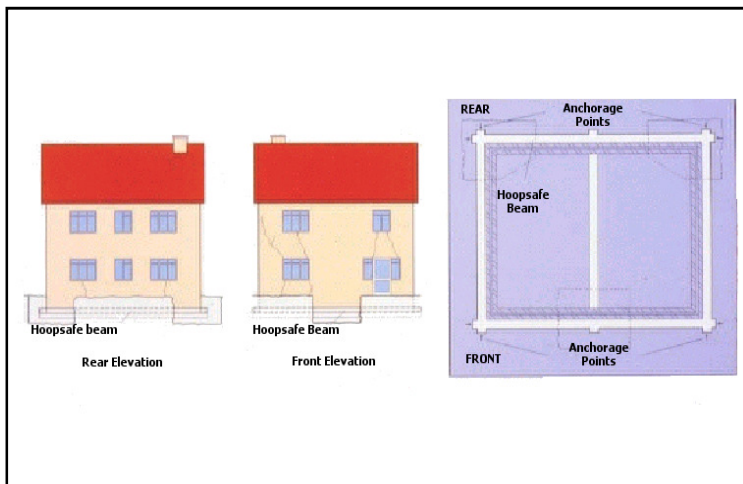 Hoopsafe beam
Rear Elevation
Hoopsafe Beam
Front Elevation
REAR
Anchorage
Points
Hoopsafe
Beam
Anchorage
Points
FRONT